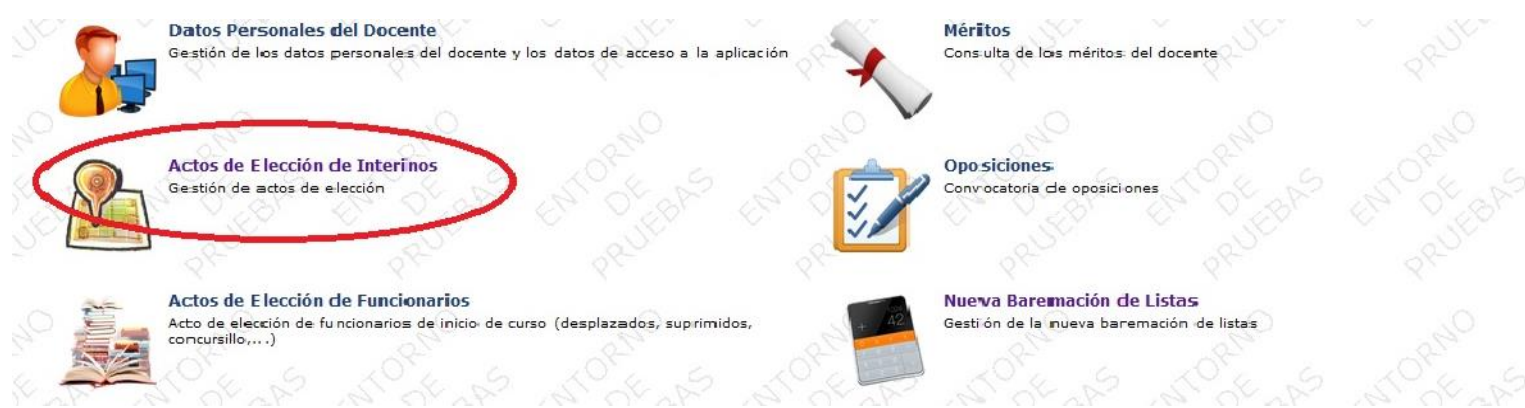 Datos Personales del Docente
Gestión de los datos personales del docente y los datos de acceso a la aplicación
Méritos
Consulta de los méritos del docente
Actos de Elección de Interinos
Gestión de actos de elección
Oposiciones
Convocatoria de oposiciones
Actos de Elección de Funcionarios
Acto de elección de funcionarios de inicio de curso (desplazados, suprimidos,
concursillo,...)
Nueva Baremación de Listas
Gestión de la nueva baremación de listas
ENTORNO
DE
PRUEBAS